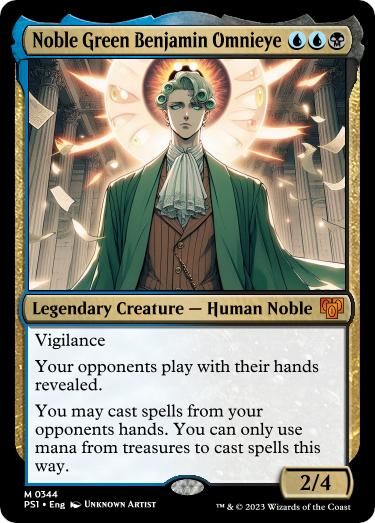 Noble Green Benjamin Omnieye
Legendary Creature — Human Noble
Vigilance
Your opponents play with their hands
revealed.
You may cast spells from your
opponents hands. You can only use
mana from treasures to cast spells this
way.
2/4
M 0344
PS1 • Eng Unknown Artist
™ & © 2023 Wizards of the Coast